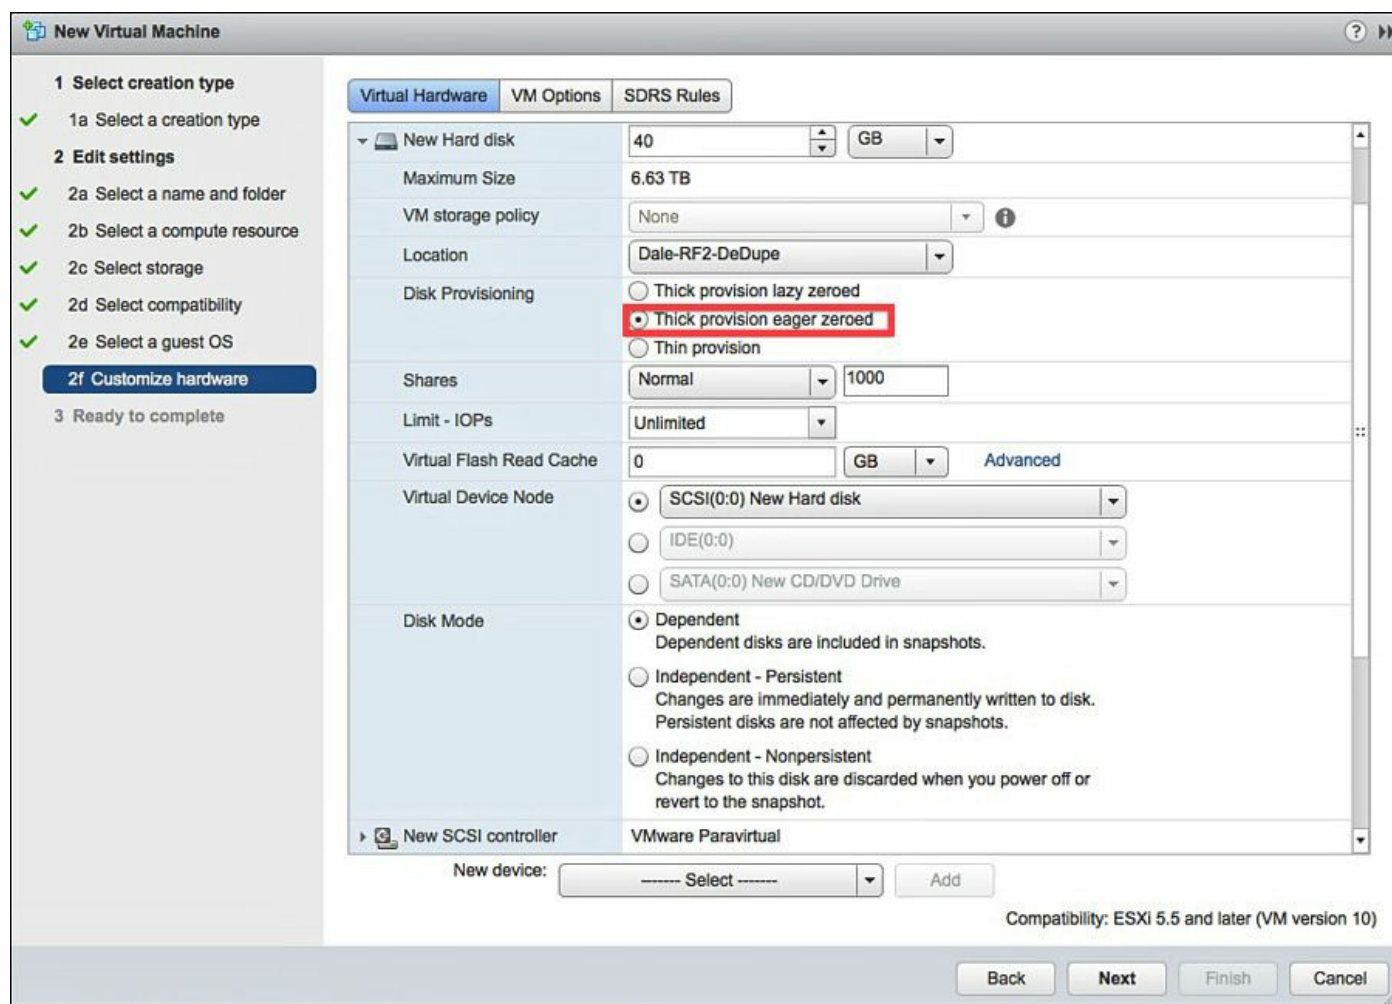 New Virtual Machine
1 Select creation type
1a Select a creation type
2 Edit settings
2a Select a name and folder
2b Select a compute resource
2c Select storage
2d Select compatibility
2e Select a guest OS
2f Customize hardware
3 Ready to complete
Virtual Hardware VM Options SDRS Rules
New Hard disk 40 GB
Maximum Size 6.63 TB
VM storage policy None
Location Dale-RF2-DeDupe
Disk Provisioning Thick provision lazy zeroed
Thick provision eager zeroed
Thin provision
Shares Normal 1000
Limit - IOPs Unlimited
Virtual Flash Read Cache 0 GB Advanced
Virtual Device Node SCSI(0:0) New Hard disk
IDE(0:0)
SATA(0:0) New CD/DVD Drive
Disk Mode Dependent
Dependent disks are included in snapshots.
Independent - Persistent
Changes are immediately and permanently written to disk.
Persistent disks are not affected by snapshots.
Independent - Nonpersistent
Changes to this disk are discarded when you power off or
revert to the snapshot.
New SCSI controller VMware Paravirtual
New device: ------- Select ------- Add
Compatibility: ESXi 5.5 and later (VM version 10)
Back Next Finish Cancel